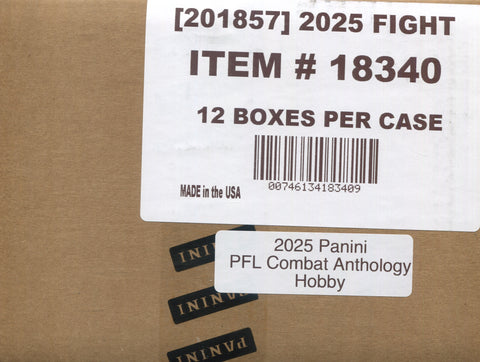 [201857] 2025 FIGHT
ITEM # 18340
12 BOXES PER CASE
MADE in the USA
00746134183409
2025 Panini
PFL Combat Anthology
Hobby
PANINI
PANINI
PANINI